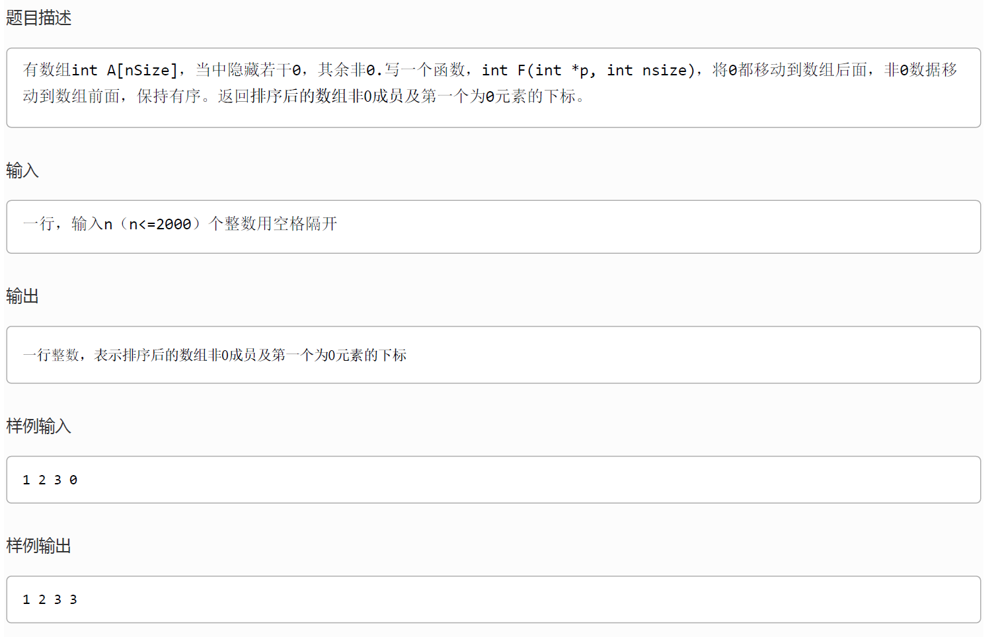 题目描述
有数组int A[nSize]，当中隐藏若干0，其余非0.写一个函数，int F(int *p, int nsize)，将0都移动到数组后面，非0数据移
动到数组前面，保持有序。返回排序后的数组非0成员及第一个为0元素的下标。
输入
一行，输入n（n<=2000）个整数用空格隔开
输出
一行整数，表示排序后的数组非0成员及第一个为0元素的下标
样例输入
1 2 3 0
样例输出
1 2 3 3